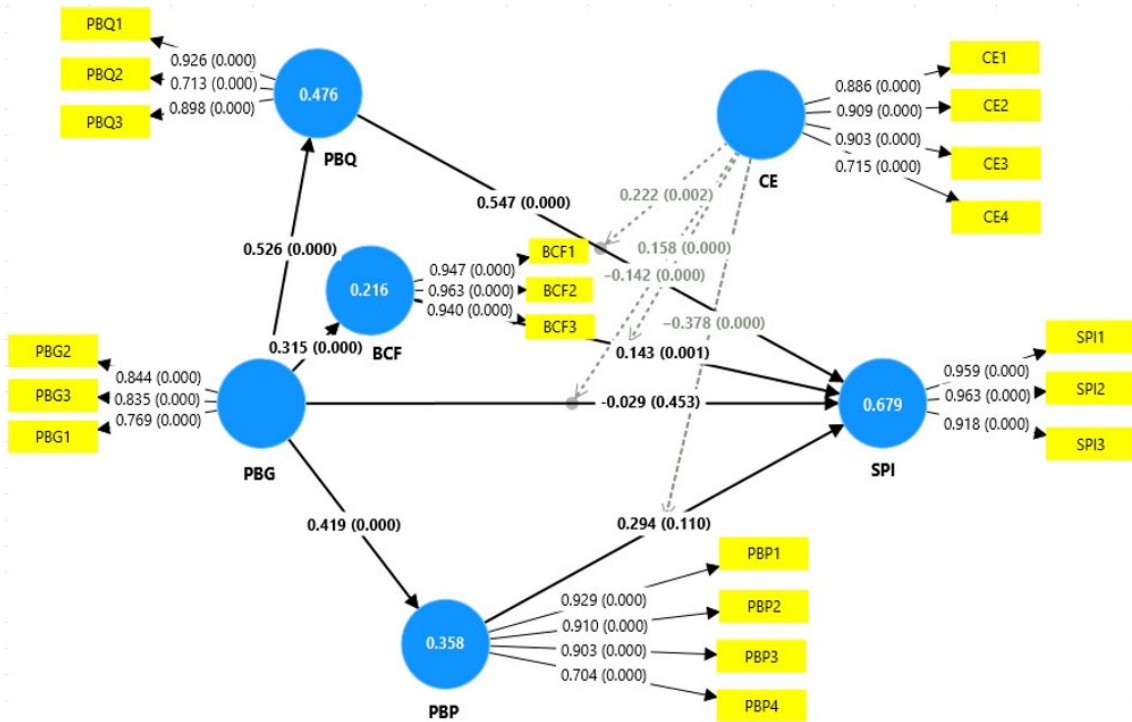 PBQ1
PBQ2
PBQ3
0.926 (0.000)
0.713 (0.000)
0.898 (0.000)
0.476
PBQ
CE
0.886 (0.000)
0.909 (0.000)
0.903 (0.000)
0.715 (0.000)
CE1
CE2
CE3
CE4
0.547 (0.000)
0.222 (0.002)
0.158 (0.000)
-0.142 (0.000)
-0.378 (0.000)
0.526 (0.000)
0.216
BCF
0.947 (0.000)
0.963 (0.000)
0.940 (0.000)
BCF1
BCF2
BCF3
0.315 (0.000)
0.143 (0.001)
PBG2
PBG3
PBG1
0.844 (0.000)
0.835 (0.000)
0.769 (0.000)
PBG
-0.029 (0.453)
0.679
SPI
0.959 (0.000)
0.963 (0.000)
0.918 (0.000)
SPI1
SPI2
SPI3
0.419 (0.000)
0.294 (0.110)
0.358
PBP
0.929 (0.000)
0.910 (0.000)
0.903 (0.000)
0.704 (0.000)
PBP1
PBP2
PBP3
PBP4